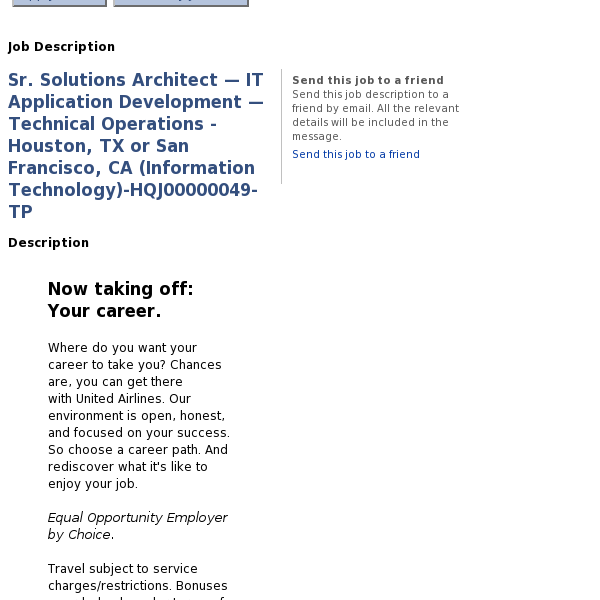 Job Description
Sr. Solutions Architect — IT
Application Development —
Technical Operations -
Houston, TX or San
Francisco, CA (Information
Technology)-HQJ00000049-
TP
Send this job to a friend
Send this job description to a
friend by email. All the relevant
details will be included in the
message.
Send this job to a friend
Description
Now taking off:
Your career.
Where do you want your
career to take you? Chances
are, you can get there
with United Airlines. Our
environment is open, honest,
and focused on your success.
So choose a career path. And
rediscover what it's like to
enjoy your job.
Equal Opportunity Employer
by Choice.
Travel subject to service
charges/restrictions. Bonuses